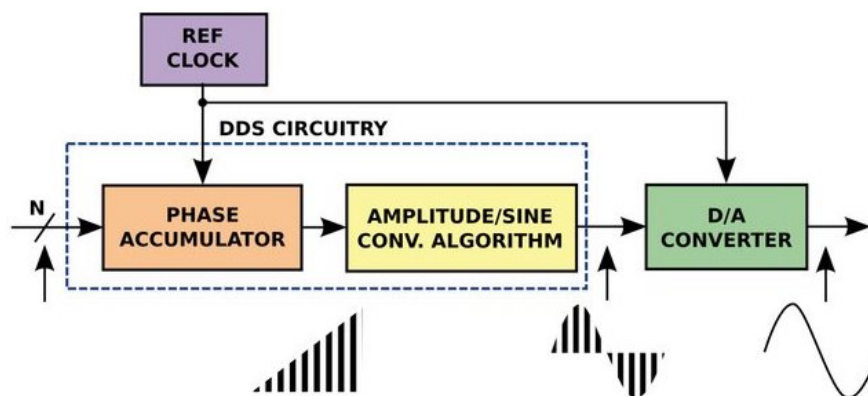 REF
CLOCK
DDS CIRCUITRY
N
PHASE
ACCUMULATOR
AMPLITUDE/SINE
CONV. ALGORITHM
D/A
CONVERTER